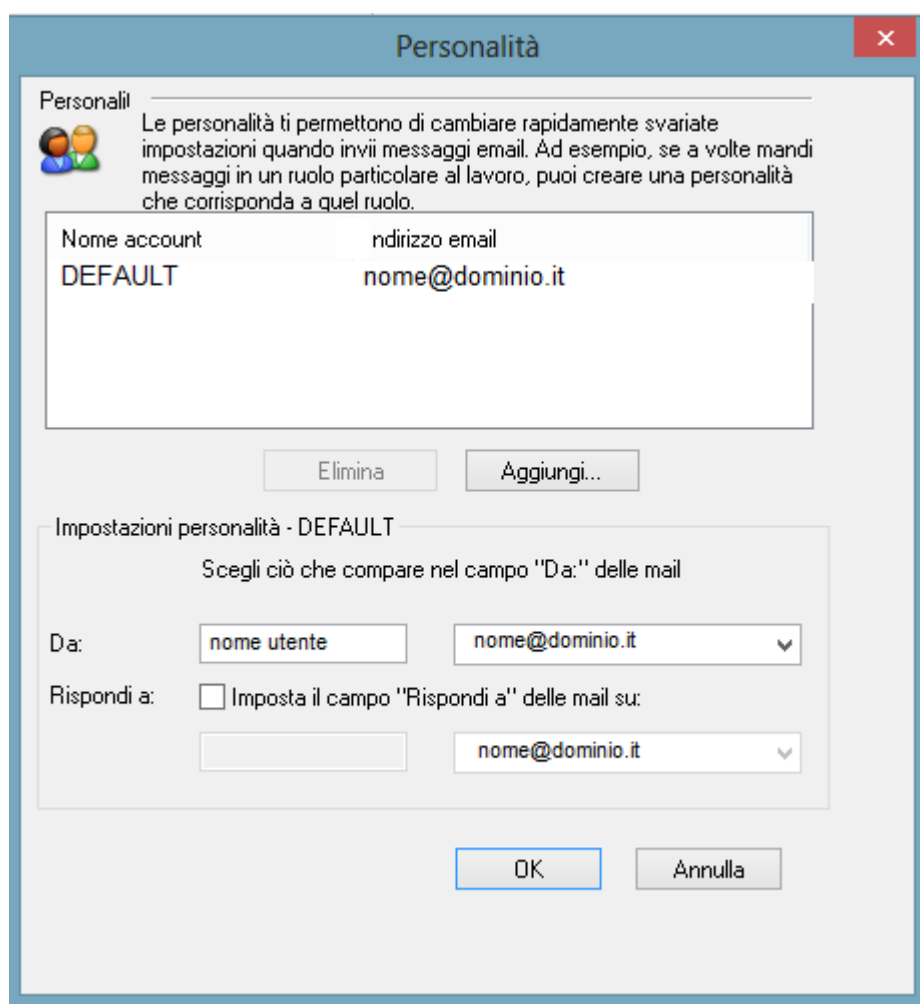 Personalità
Personalit
Le personalità ti permettono di cambiare rapidamente svariate
impostazioni quando invii messaggi email. Ad esempio, se a volte mandi
messaggi in un ruolo particolare al lavoro, puoi creare una personalità
che corrisponda a quel ruolo.
Nome account ndirizzo email
DEFAULT nome@dominio.it
Elimina Aggiungi...
Impostazioni personalità - DEFAULT
Scegli ciò che compare nel campo "Da:" delle mail
Da: nome utente nome@dominio.it
Rispondi a: Imposta il campo "Rispondi a" delle mail su:
nome@dominio.it
OK Annulla